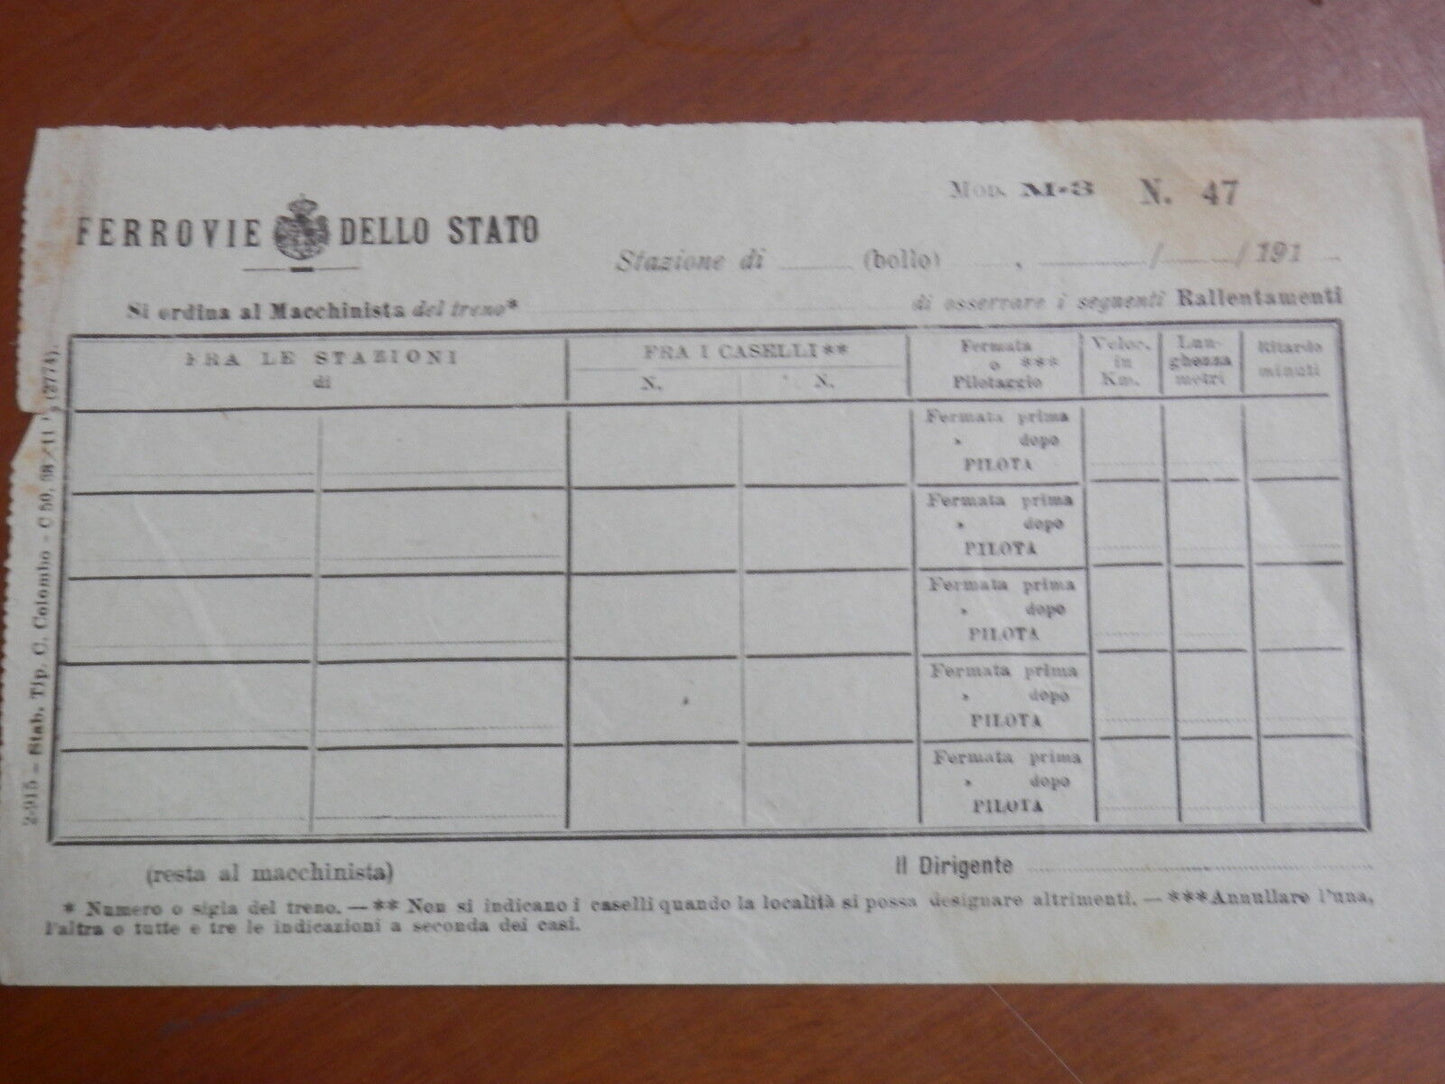 Mod. M-3 N. 47
FERROVIE DELLO STATO
Stazione di (bollo) , / / 191
Si ordina al Macchinista del treno* di osservare i seguenti Rallentamenti
FRA LE STAZIONI
di
FRA I CASELLI**
N. N.
Fermata
o ***
Pilotaggio
Veloc.
in
Km.
Lun-
ghezza
metri
Ritardo
minuti
Fermata prima
» dopo
PILOTA
Fermata prima
» dopo
PILOTA
Fermata prima
» dopo
PILOTA
Fermata prima
» dopo
PILOTA
Fermata prima
» dopo
PILOTA
(resta al macchinista) Il Dirigente
* Numero o sigla del treno. — ** Non si indicano i caselli quando la località si possa designare altrimenti. — *** Annullare l'una,
l'altra o tutte e tre le indicazioni a seconda dei casi.
2-915 – Stab. Tip. C. Colombo - C 50, (2774).